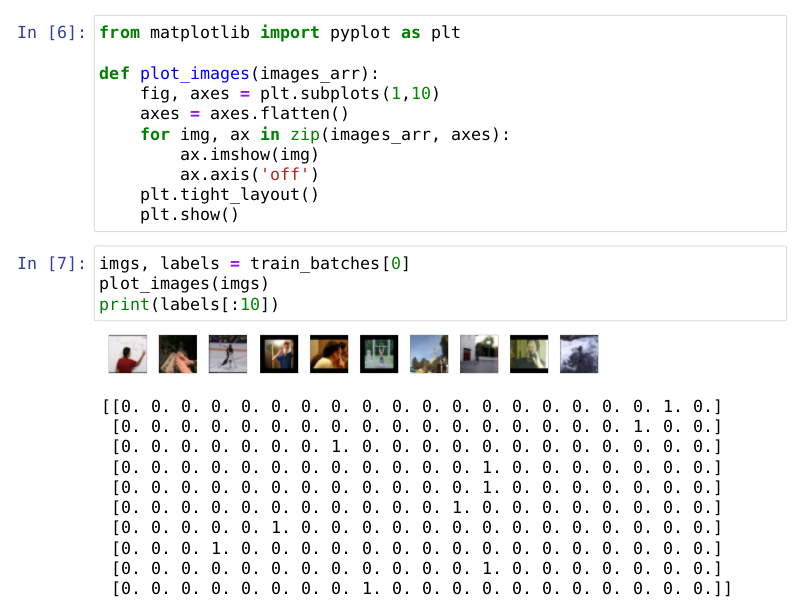 In [6]: from matplotlib import pyplot as plt
def plot_images(images_arr):
    fig, axes = plt.subplots(1,10)
    axes = axes.flatten()
    for img, ax in zip(images_arr, axes):
        ax.imshow(img)
        ax.axis('off')
    plt.tight_layout()
    plt.show()
In [7]: imgs, labels = train_batches[0]
plot_images(imgs)
print(labels[:10])
[[0. 0. 0. 0. 0. 0. 0. 0. 0. 0. 0. 0. 0. 0. 0. 0. 0. 0. 1. 0.]
 [0. 0. 0. 0. 0. 0. 0. 0. 0. 0. 0. 0. 0. 0. 0. 0. 0. 1. 0. 0.]
 [0. 0. 0. 0. 0. 0. 0. 1. 0. 0. 0. 0. 0. 0. 0. 0. 0. 0. 0. 0.]
 [0. 0. 0. 0. 0. 0. 0. 0. 0. 0. 0. 0. 1. 0. 0. 0. 0. 0. 0. 0.]
 [0. 0. 0. 0. 0. 0. 0. 0. 0. 0. 0. 0. 1. 0. 0. 0. 0. 0. 0. 0.]
 [0. 0. 0. 0. 0. 0. 0. 0. 0. 0. 0. 1. 0. 0. 0. 0. 0. 0. 0. 0.]
 [0. 0. 0. 0. 0. 1. 0. 0. 0. 0. 0. 0. 0. 0. 0. 0. 0. 0. 0. 0.]
 [0. 0. 0. 1. 0. 0. 0. 0. 0. 0. 0. 0. 0. 0. 0. 0. 0. 0. 0. 0.]
 [0. 0. 0. 0. 0. 0. 0. 0. 0. 0. 0. 0. 1. 0. 0. 0. 0. 0. 0. 0.]
 [0. 0. 0. 0. 0. 0. 0. 0. 1. 0. 0. 0. 0. 0. 0. 0. 0. 0. 0. 0.]]